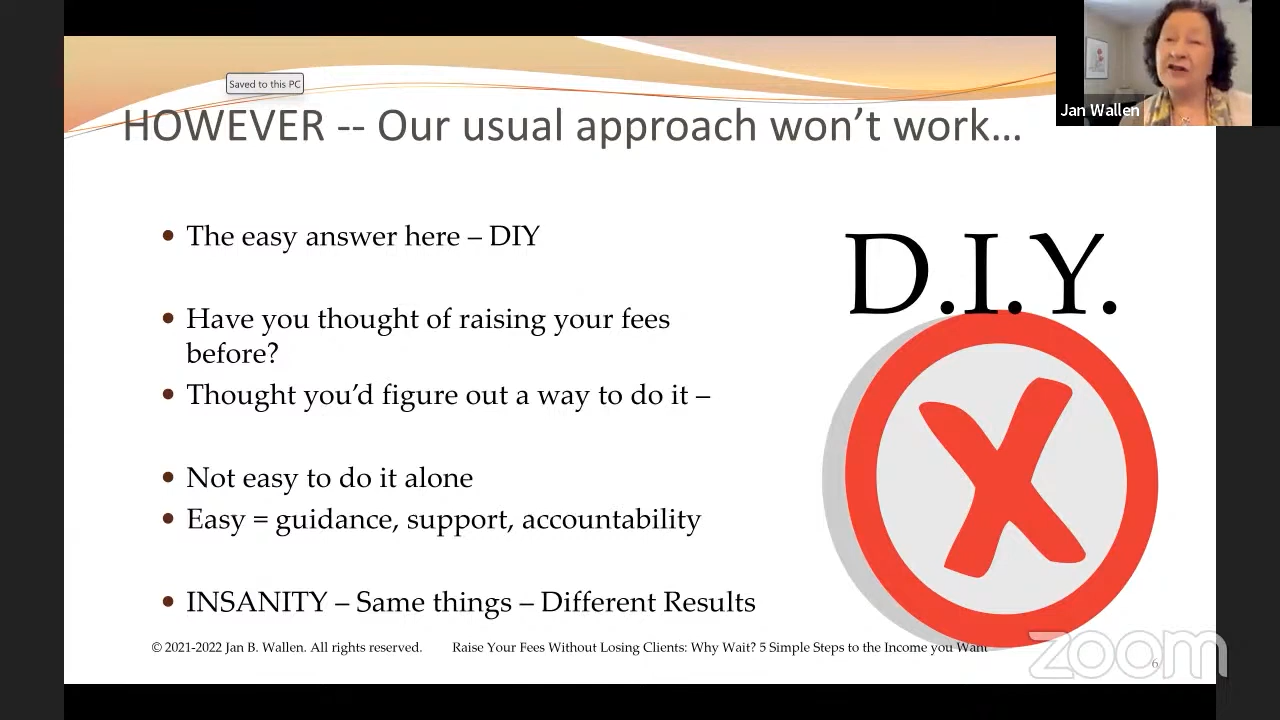 Saved to this PC
HOWEVER -- Our usual approach won't work…
Jan Wallen
• The easy answer here – DIY
• Have you thought of raising your fees
before?
• Thought you'd figure out a way to do it –
• Not easy to do it alone
• Easy = guidance, support, accountability
• INSANITY – Same things – Different Results
D.I.Y.
X
© 2021-2022 Jan B. Wallen. All rights reserved.
Raise Your Fees Without Losing Clients: Why Wait? 5 Simple Steps to the Income you Want
6
zoom